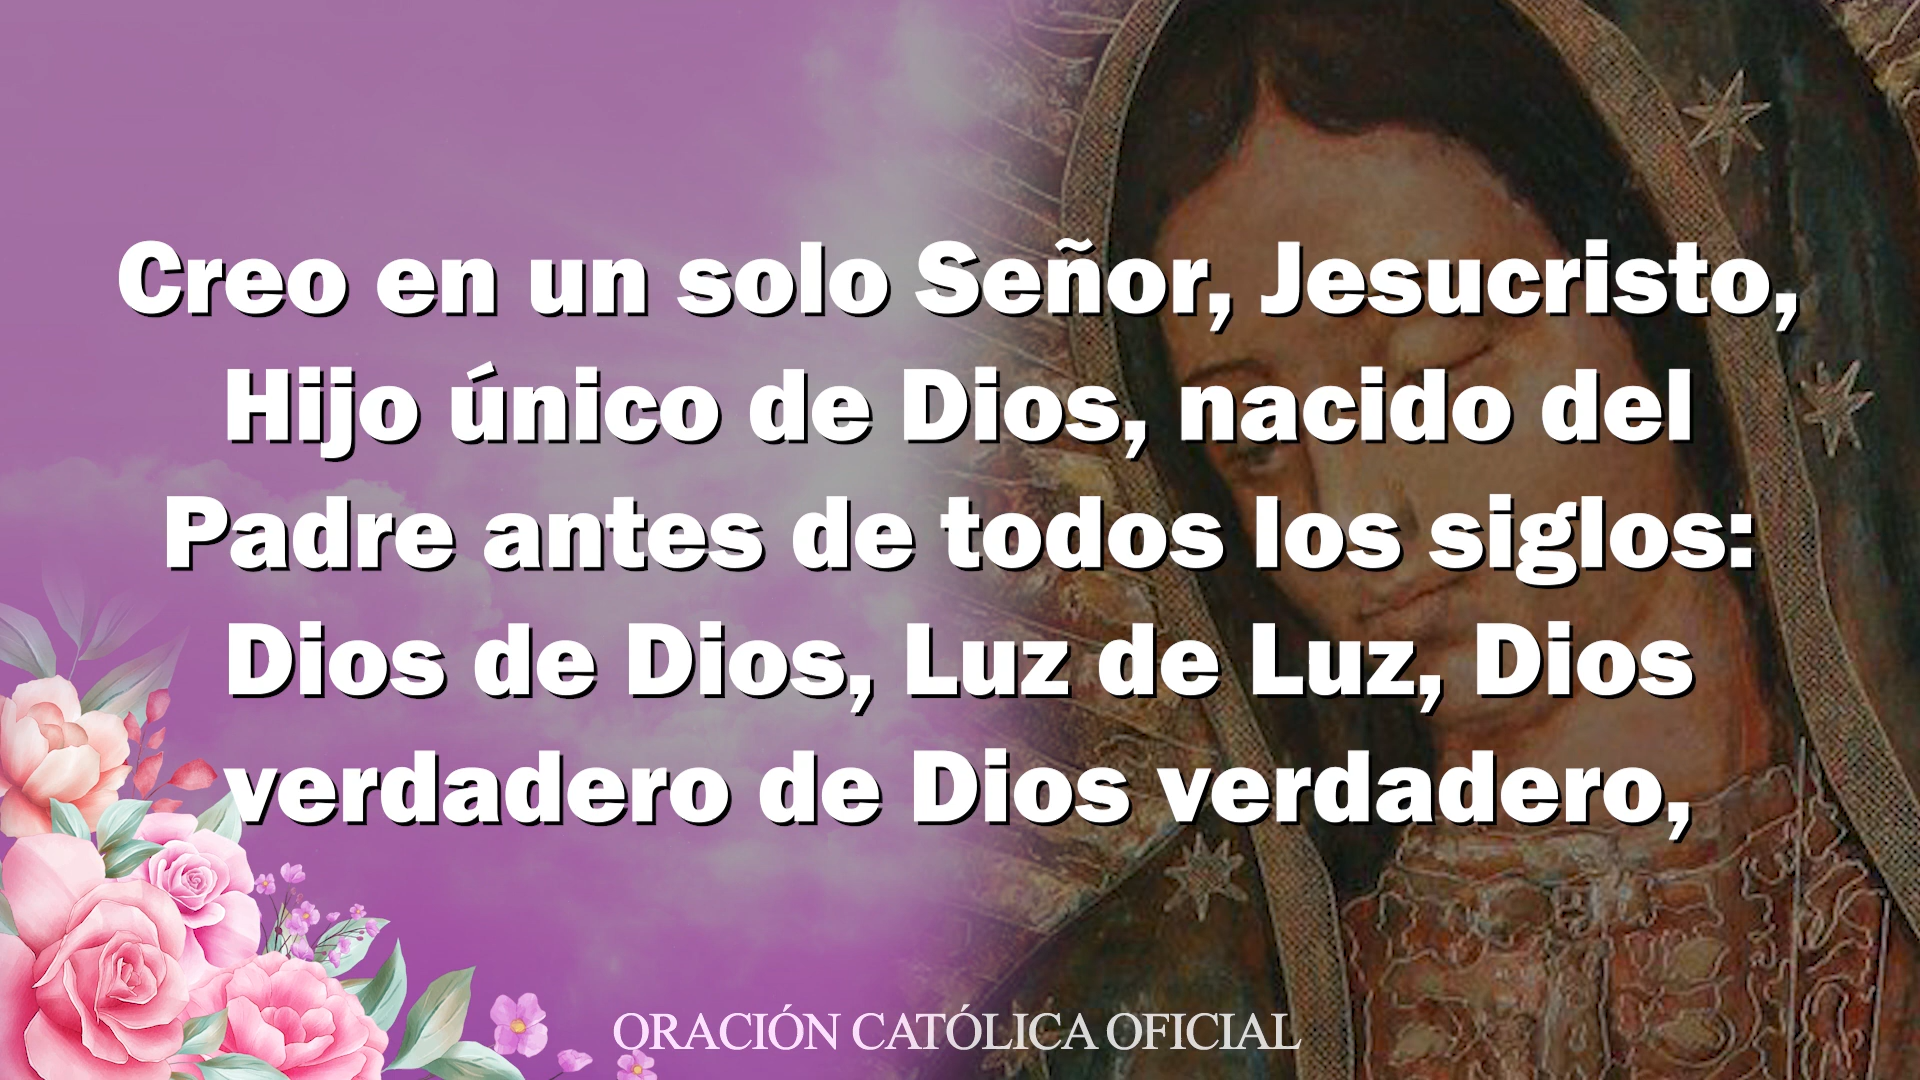 Creo en un solo Señor, Jesucristo,
Hijo único de Dios, nacido del
Padre antes de todos los siglos:
Dios de Dios, Luz de Luz, Dios
verdadero de Dios verdadero,
ORACIÓN CATÓLICA OFICIAL